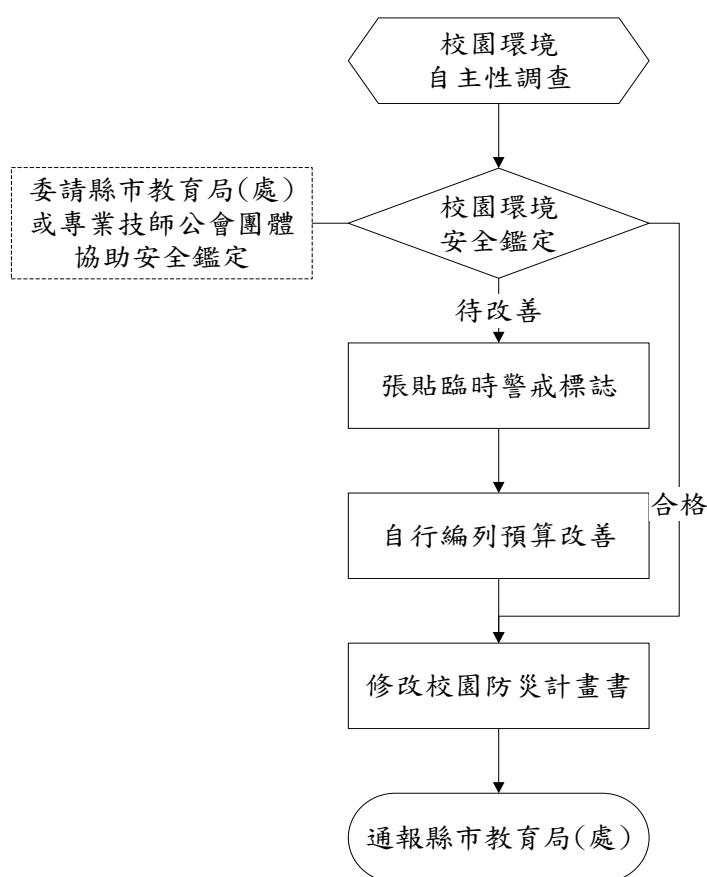 校園環境
自主性調查
委請縣市教育局(處)
或專業技師公會團體
協助安全鑑定
校園環境
安全鑑定
待改善
張貼臨時警戒標誌
合格
自行編列預算改善
修改校園防災計畫書
通報縣市教育局(處)